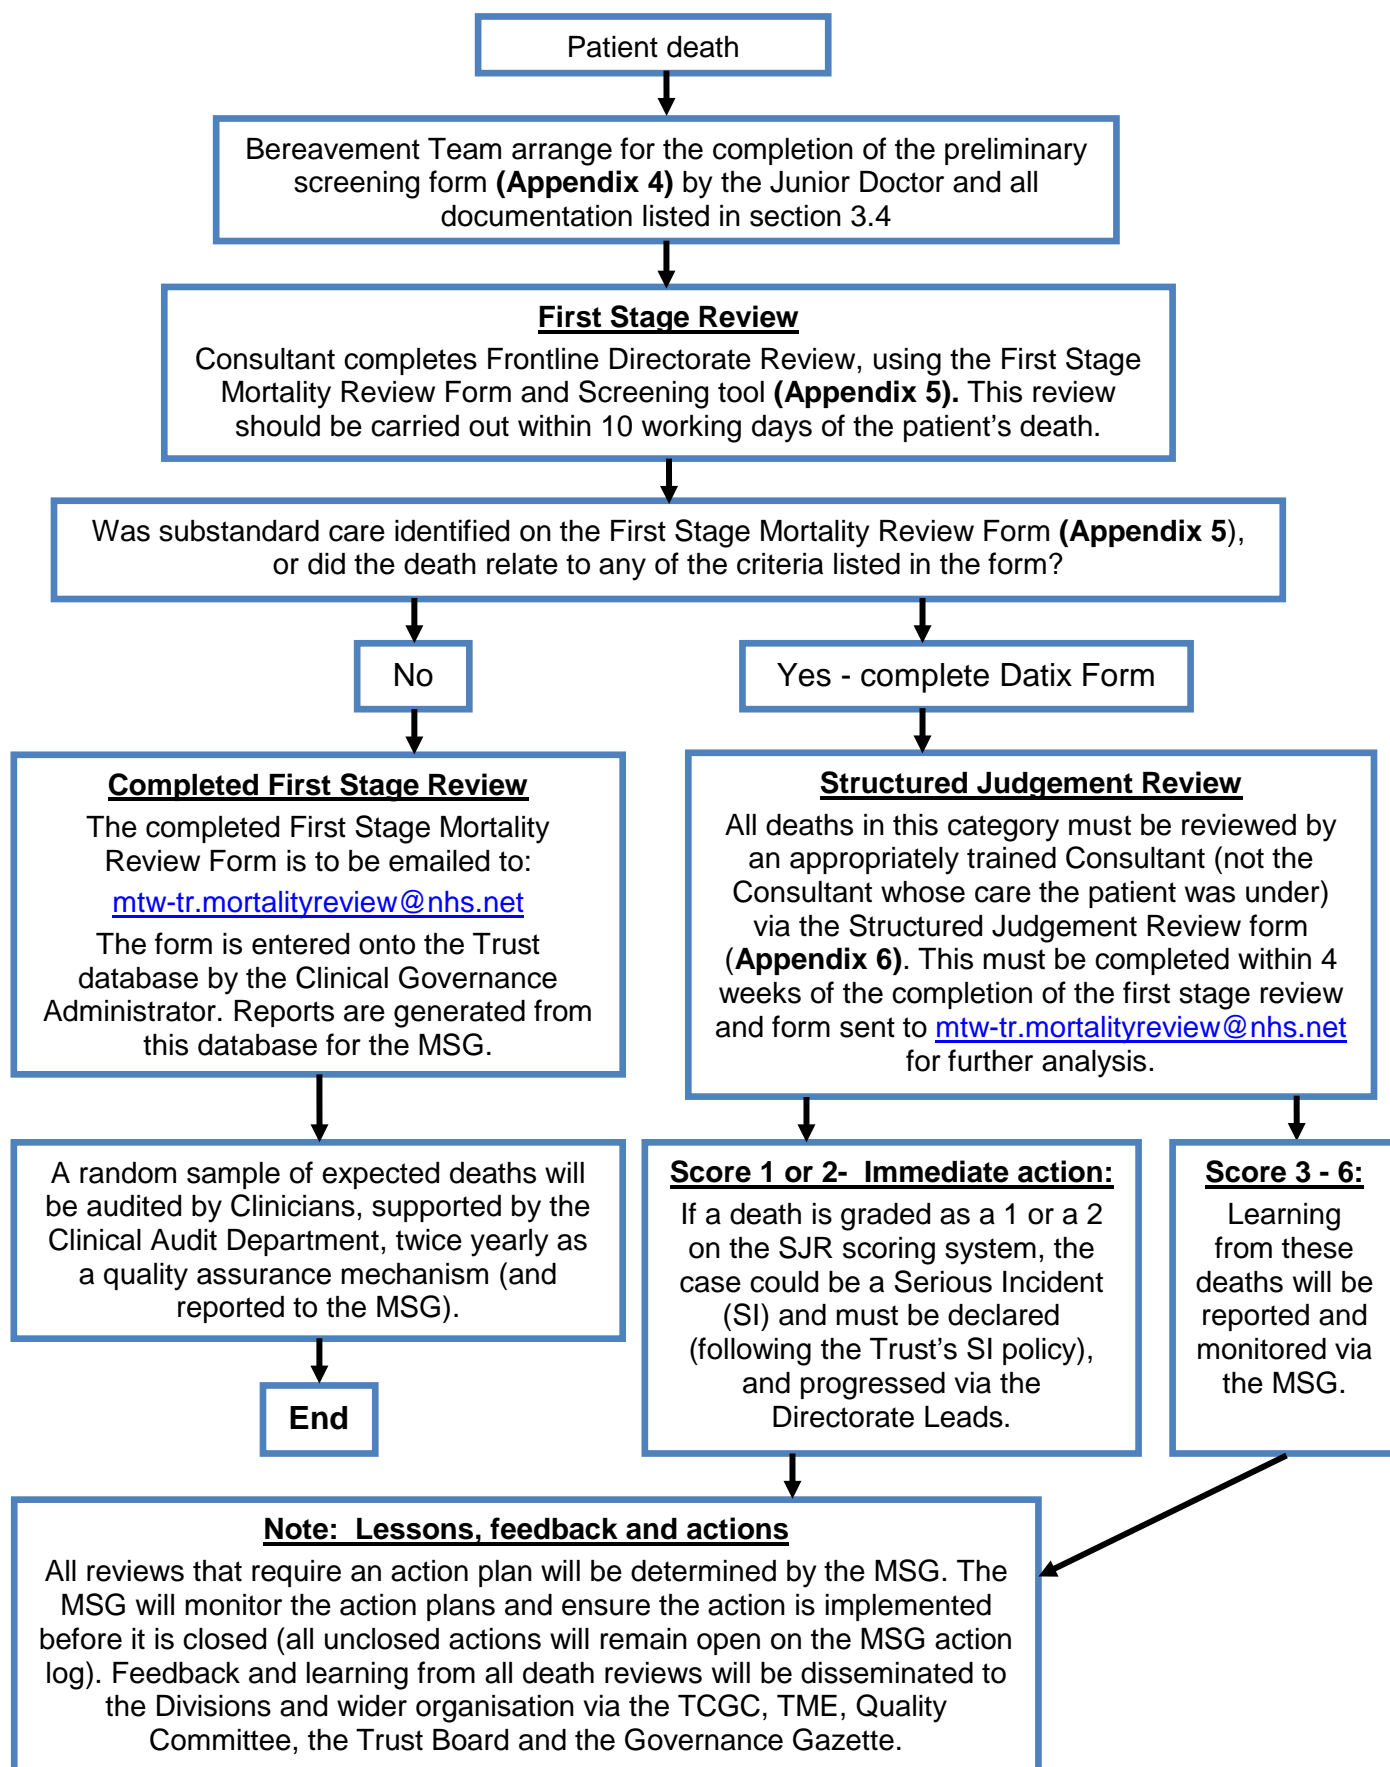 Patient death
Bereavement Team arrange for the completion of the preliminary
screening form (Appendix 4) by the Junior Doctor and all
documentation listed in section 3.4
First Stage Review
Consultant completes Frontline Directorate Review, using the First Stage
Mortality Review Form and Screening tool (Appendix 5). This review
should be carried out within 10 working days of the patient’s death.
Was substandard care identified on the First Stage Mortality Review Form (Appendix 5),
or did the death relate to any of the criteria listed in the form?
No
Yes - complete Datix Form
Completed First Stage Review
The completed First Stage Mortality
Review Form is to be emailed to:
mtw-tr.mortalityreview@nhs.net
The form is entered onto the Trust
database by the Clinical Governance
Administrator. Reports are generated from
this database for the MSG.
Structured Judgement Review
All deaths in this category must be reviewed by
an appropriately trained Consultant (not the
Consultant whose care the patient was under)
via the Structured Judgement Review form
(Appendix 6). This must be completed within 4
weeks of the completion of the first stage review
and form sent to mtw-tr.mortalityreview@nhs.net
for further analysis.
A random sample of expected deaths will
be audited by Clinicians, supported by the
Clinical Audit Department, twice yearly as
a quality assurance mechanism (and
reported to the MSG).
End
Score 1 or 2- Immediate action:
If a death is graded as a 1 or a 2
on the SJR scoring system, the
case could be a Serious Incident
(SI) and must be declared
(following the Trust’s SI policy),
and progressed via the
Directorate Leads.
Score 3 - 6:
Learning
from these
deaths will be
reported and
monitored via
the MSG.
Note: Lessons, feedback and actions
All reviews that require an action plan will be determined by the MSG. The
MSG will monitor the action plans and ensure the action is implemented
before it is closed (all unclosed actions will remain open on the MSG action
log). Feedback and learning from all death reviews will be disseminated to
the Divisions and wider organisation via the TCGC, TME, Quality
Committee, the Trust Board and the Governance Gazette.